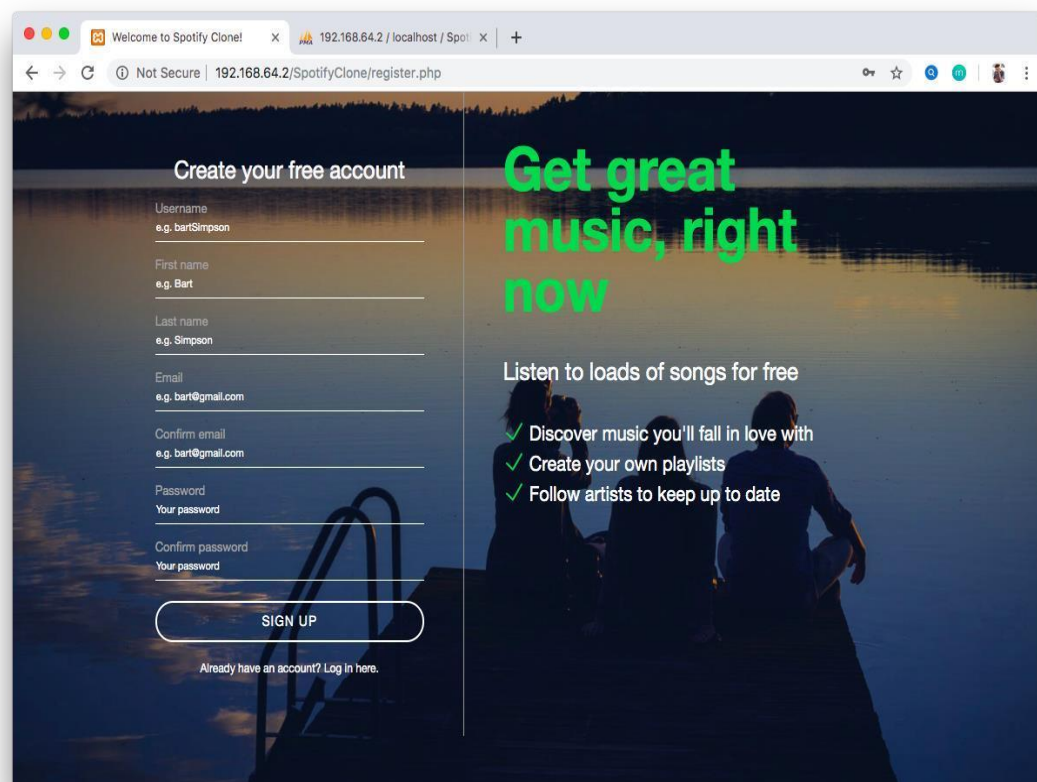 Welcome to Spotify Clone!
192.168.64.2 / localhost / Spot
Not Secure | 192.168.64.2/SpotifyClone/register.php
Create your free account
Username
e.g. bartSimpson
First name
e.g. Bart
Last name
e.g. Simpson
Email
e.g. bart@gmail.com
Confirm email
e.g. bart@gmail.com
Password
Your password
Confirm password
Your password
SIGN UP
Already have an account? Log in here.
Get great
music, right
now
Listen to loads of songs for free
Discover music you'll fall in love with
Create your own playlists
Follow artists to keep up to date